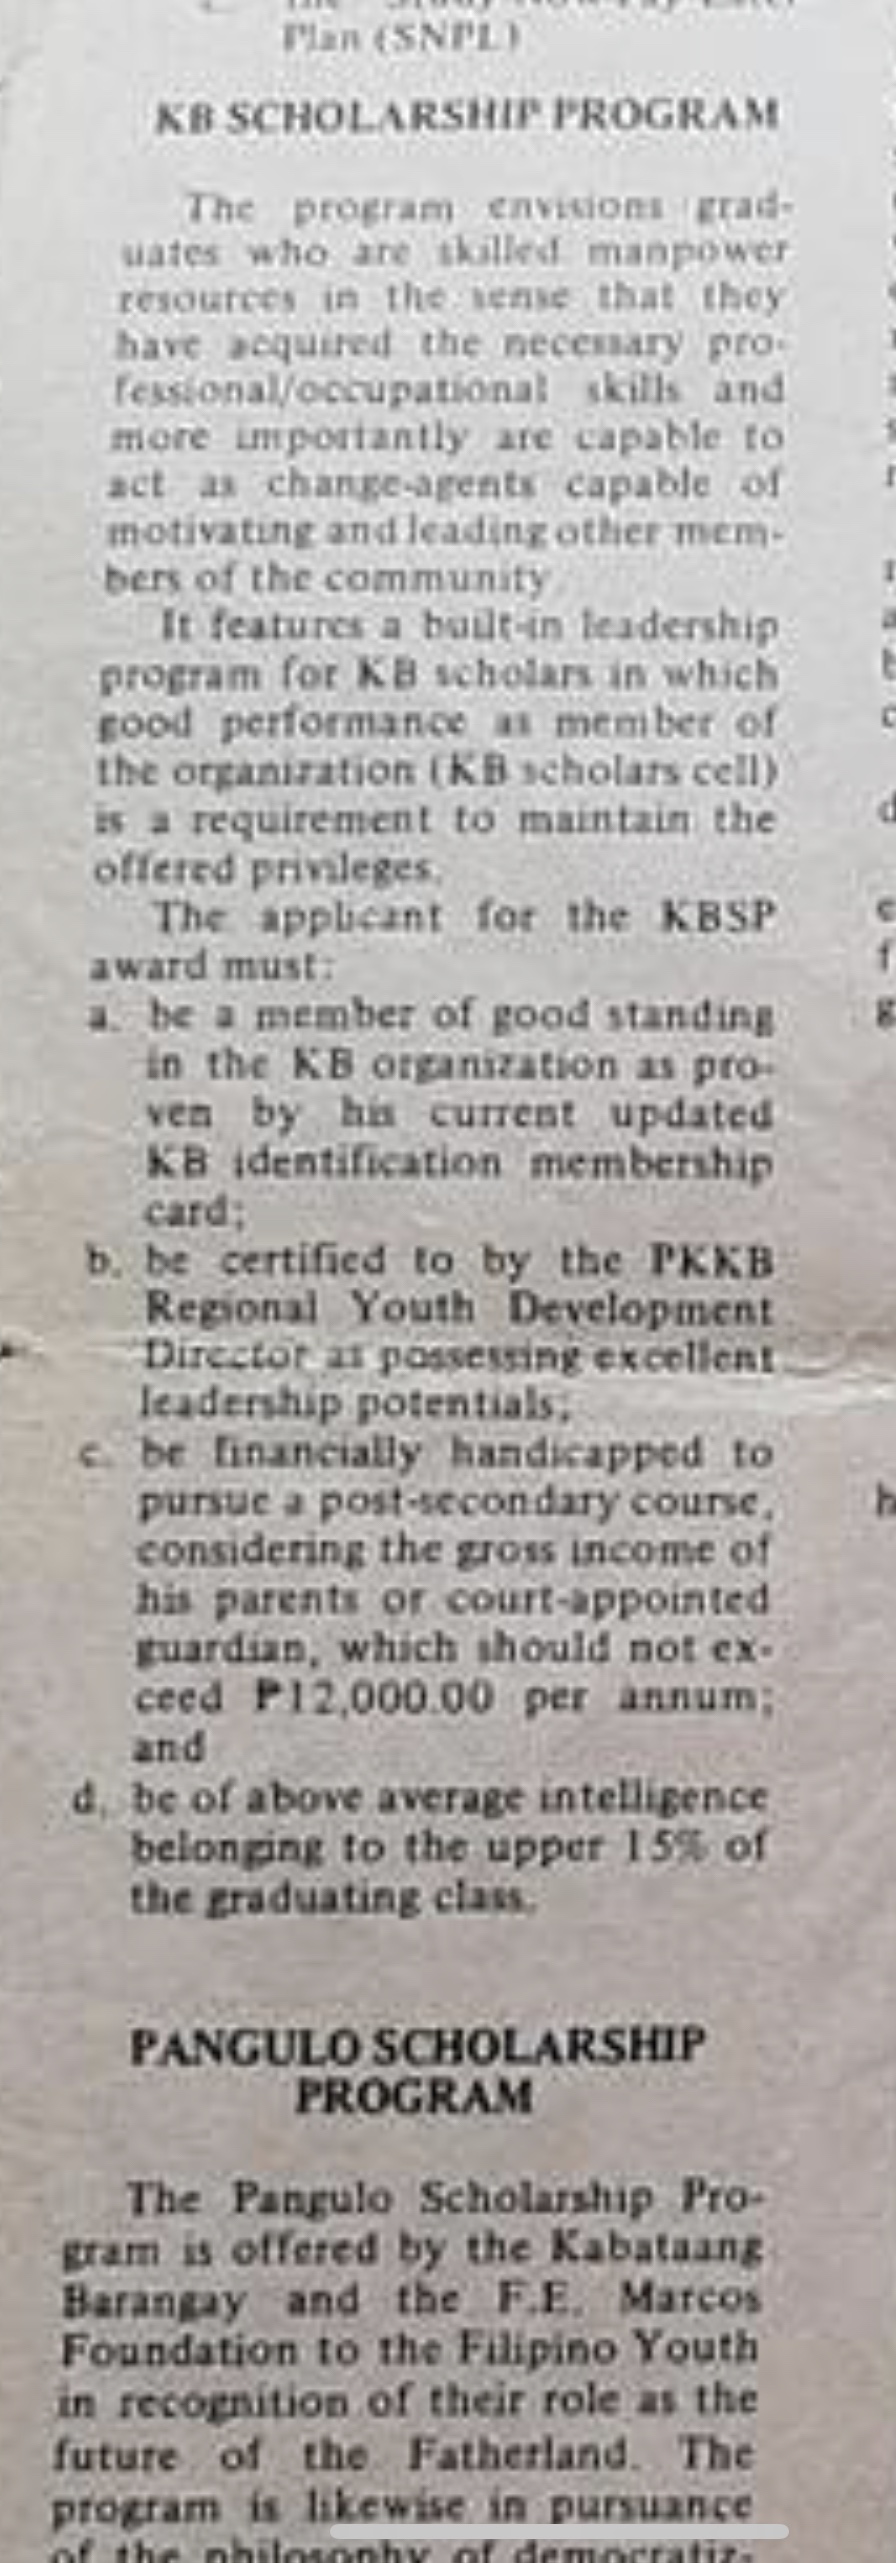 Plan (SNPL)
KB SCHOLARSHIP PROGRAM
The program envisions grad-
uates who are skilled manpower
resources in the sense that they
have acquired the necessary pro-
fessional/occupational skills and
more importantly are capable to
act as change-agents capable of
motivating and leading other mem-
bers of the community
It features a built-in leadership
program for KB scholars in which
good performance as member of
the organization (KB scholars cell)
is a requirement to maintain the
offered privileges.
The applicant for the KBSP
award must:
a. be a member of good standing
in the KB organization as pro-
ven by his current updated
KB identification membership
card;
b. be certified to by the PKKB
Regional Youth Development
Director as possessing excellent
leadership potentials;
c. be financially handicapped to
pursue a post-secondary course,
considering the gross income of
his parents or court-appointed
guardian, which should not ex-
ceed ₱12,000.00 per annum;
and
d. be of above average intelligence
belonging to the upper 15% of
the graduating class.
PANGULO SCHOLARSHIP
PROGRAM
The Pangulo Scholarship Pro-
gram is offered by the Kabataang
Barangay and the F.E. Marcos
Foundation to the Filipino Youth
in recognition of their role as the
future of the Fatherland. The
program is likewise in pursuance
of the philosophy of democratiz-